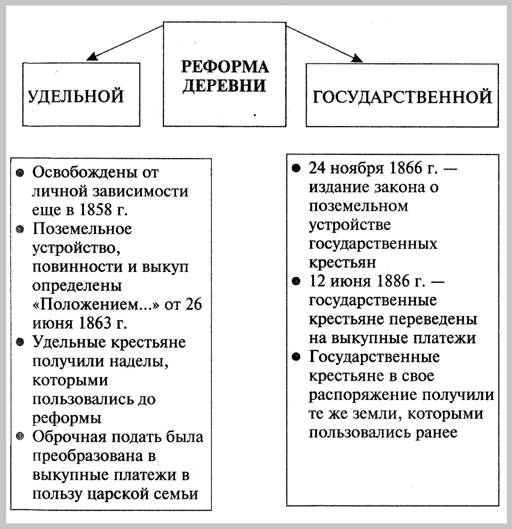 РЕФОРМА
ДЕРЕВНИ
УДЕЛЬНОЙ
ГОСУДАРСТВЕННОЙ
● Освобождены от
личной зависимости
еще в 1858 г.
● Поземельное
устройство,
повинности и выкуп
определены
«Положением...» от 26
июня 1863 г.
● Удельные крестьяне
получили наделы,
которыми
пользовались до
реформы
● Оброчная подать была
преобразована в
выкупные платежи в
пользу царской семьи
● 24 ноября 1866 г. —
издание закона о
поземельном
устройстве
государственных
крестьян
● 12 июня 1886 г. —
государственные
крестьяне переведены
на выкупные платежи
● Государственные
крестьяне в свое
распоряжение получили
те же земли, которыми
пользовались ранее